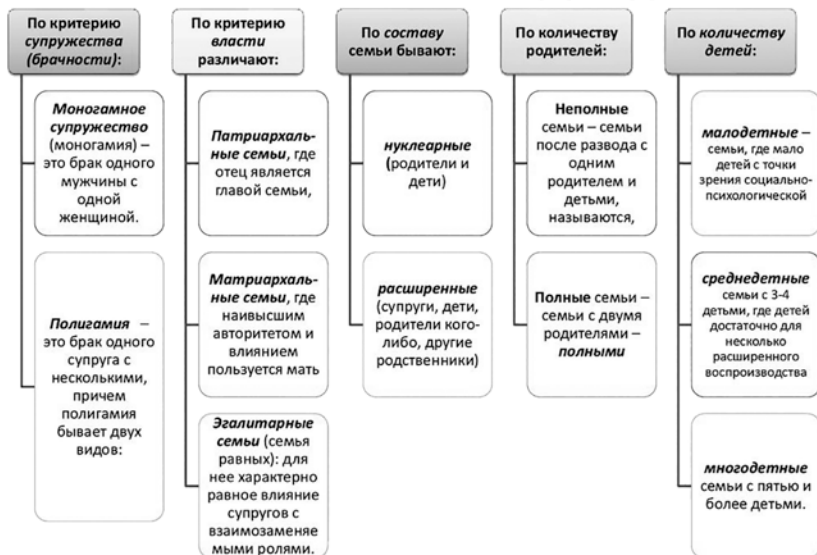 По критерию
супружества
(брачности):
Моногамное
супружество
(моногамия) –
это брак одного
мужчины с
одной
женщиной.
Полигамия –
это брак одного
супруга с
несколькими,
причем
полигамия
бывает двух
видов:
По критерию
власти
различают:
Патриархаль-
ные семьи, где
отец является
главой семьи,
Матриархаль-
ные семьи, где
наивысшим
авторитетом и
влиянием
пользуется мать
Эгалитарные
семьи (семья
равных): для
нее характерно
равное влияние
супругов с
взаимозаменяе
мыми ролями.
По составу
семьи бывают:
нуклеарные
(родители и
дети)
расширенные
(супруги, дети,
родители кого-
либо, другие
родственники)
По количеству
родителей:
Неполные
семьи – семьи
после развода с
одним
родителем и
детьми,
называются,
Полные семьи –
семьи с двумя
родителями –
полными
По количеству
детей:
малодетные –
семьи, где мало
детей с точки
зрения социально-
психологической
среднедетные
семьи с 3-4
детьми, где детей
достаточно для
несколько
расширенного
воспроизводства
многодетные
семьи с пятью и
более детьми.